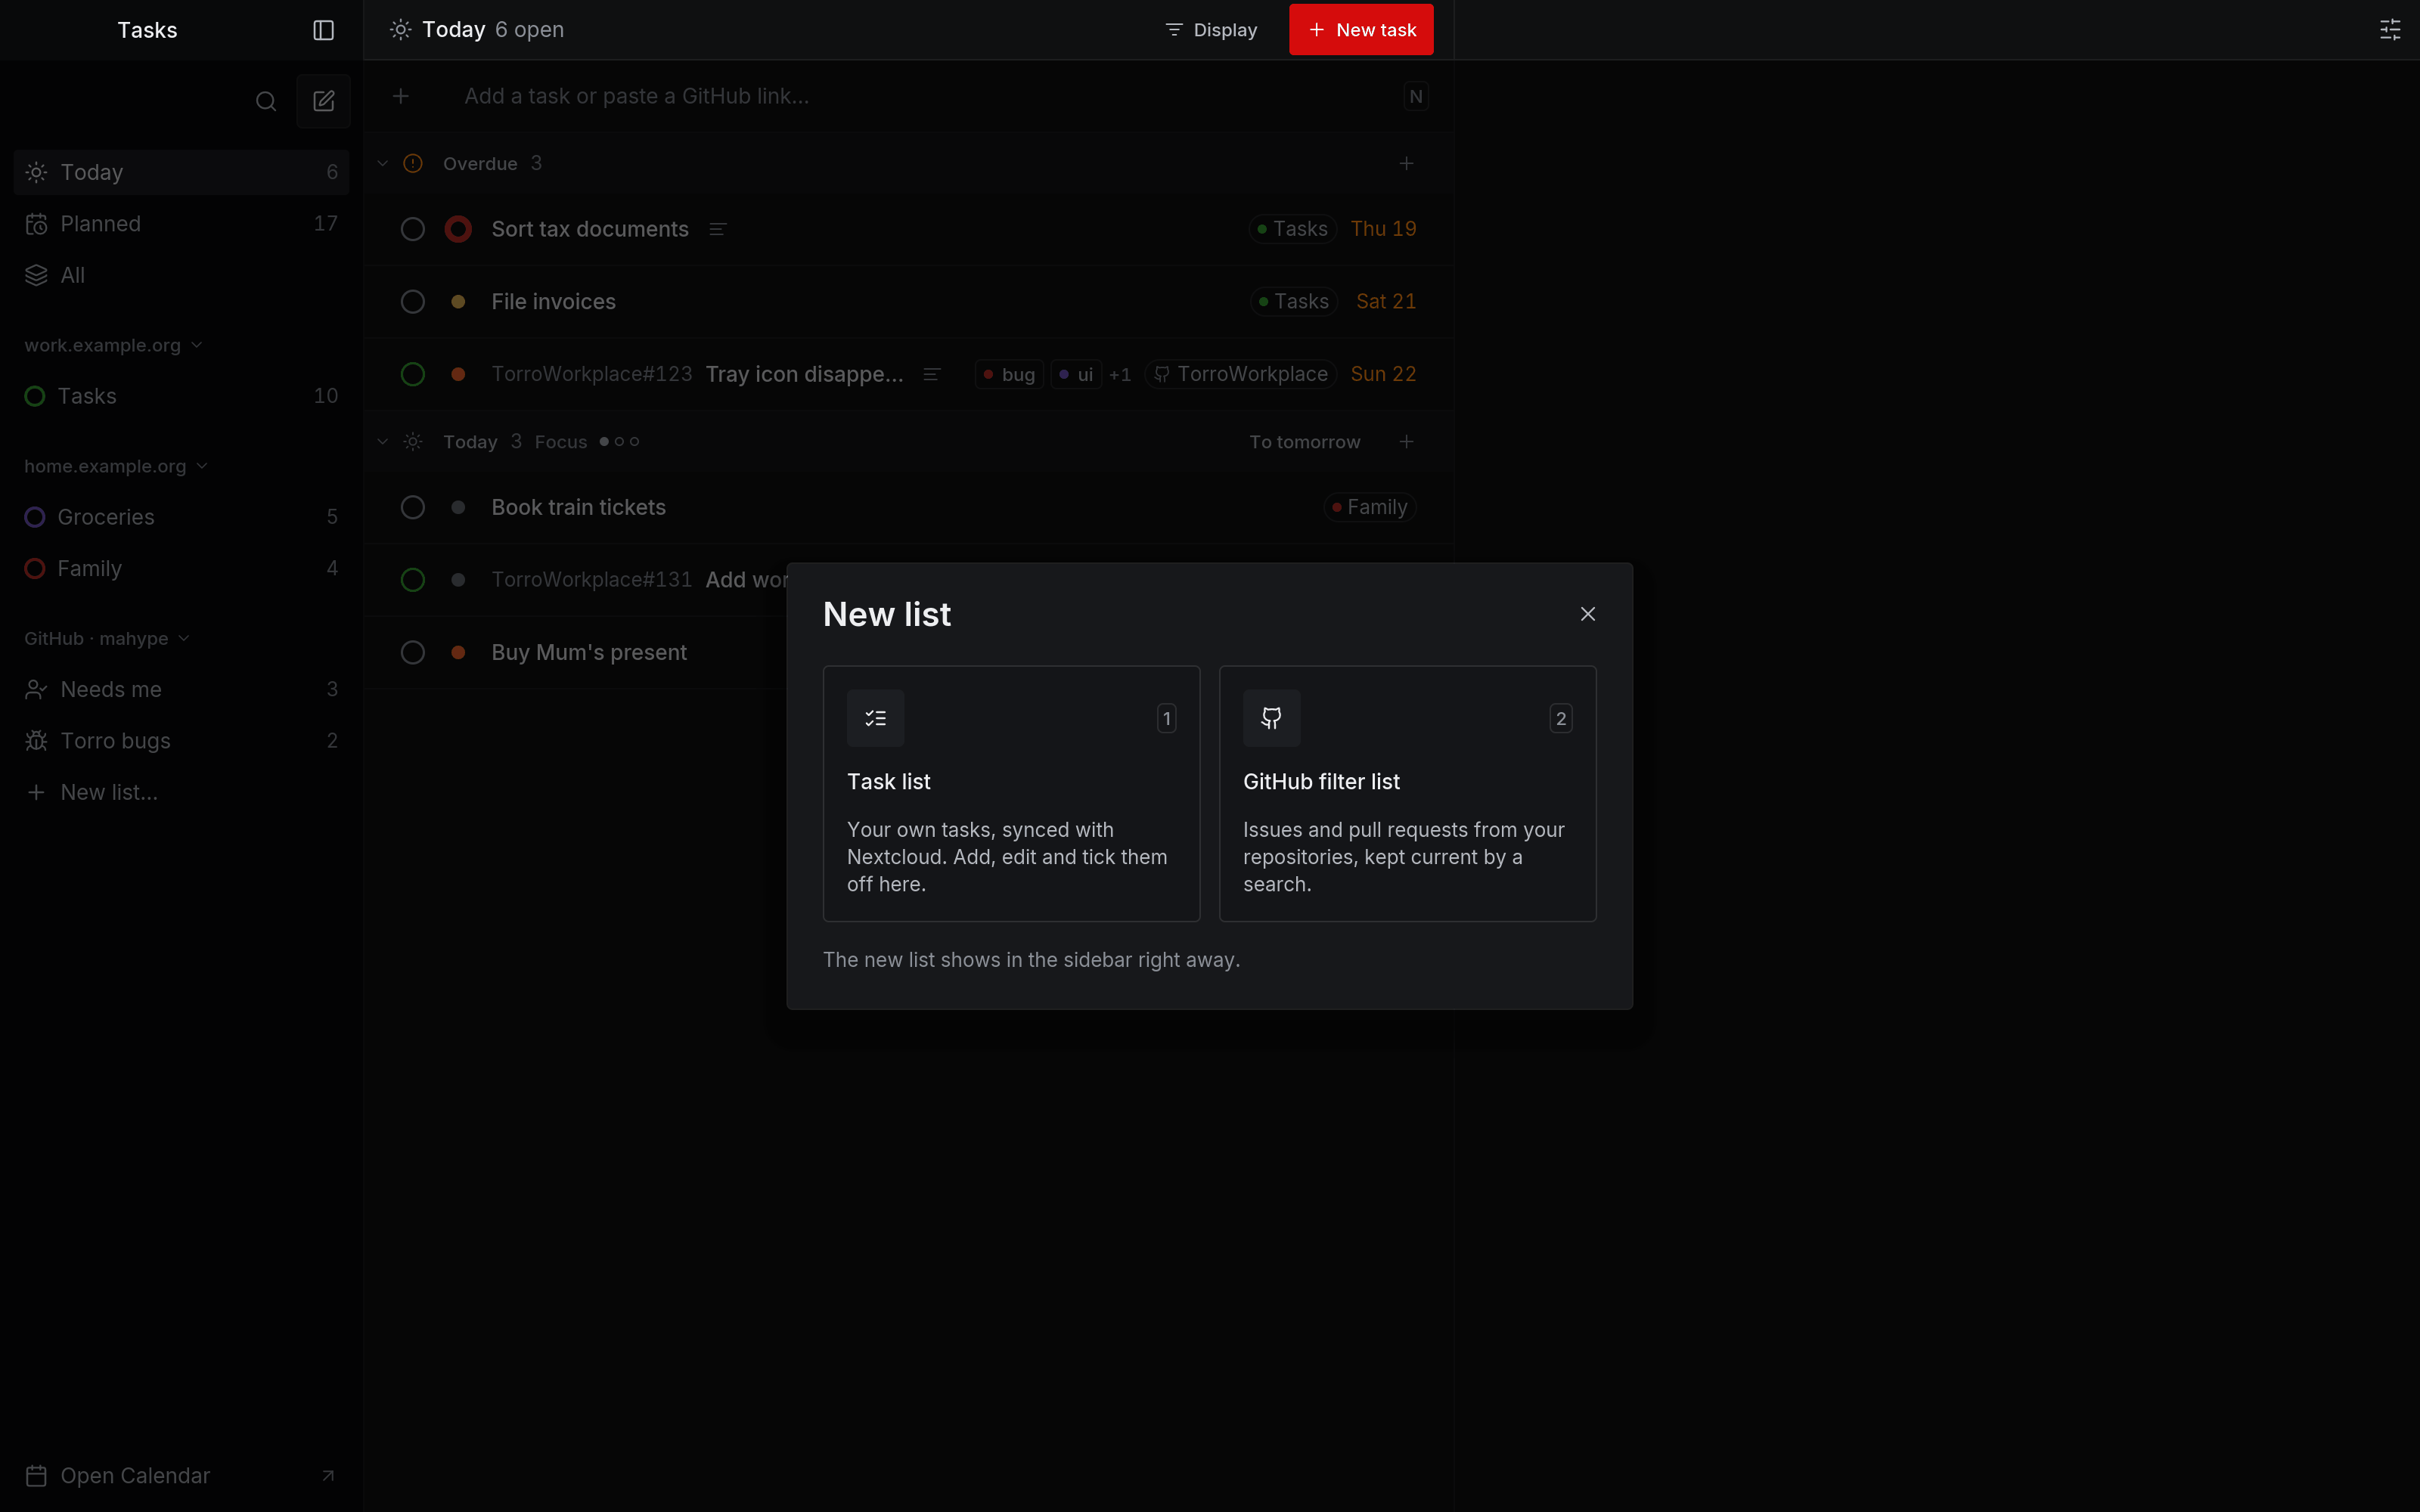 Tasks
Today 6 open
Display
New task
Add a task or paste a GitHub link...
N
Today 6
Planned 17
All
work.example.org
Tasks 10
home.example.org
Groceries 5
Family 4
GitHub · mahype
Needs me 3
Torro bugs 2
New list...
Open Calendar
Overdue 3
Sort tax documents Tasks Thu 19
File invoices Tasks Sat 21
TorroWorkplace#123 Tray icon disappe... bug ui +1 TorroWorkplace Sun 22
Today 3 Focus To tomorrow
Book train tickets Family
TorroWorkplace#131 Add wor
Buy Mum's present
New list
1
Task list
Your own tasks, synced with
Nextcloud. Add, edit and tick them
off here.
2
GitHub filter list
Issues and pull requests from your
repositories, kept current by a
search.
The new list shows in the sidebar right away.